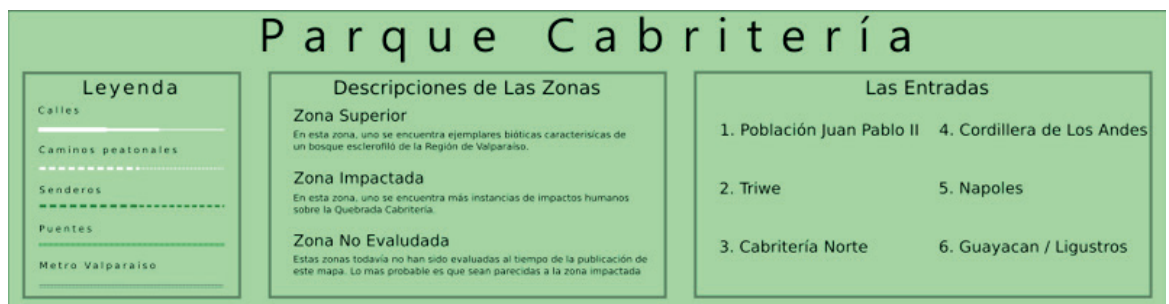 Parque Cabritería
Leyenda
Calles
Caminos peatonales
Senderos
Puentes
Metro Valparaíso
Descripciones de Las Zonas
Zona Superior
En esta zona, uno se encuentra ejemplares bióticas caracterisícas de
un bosque esclerofiló de la Región de Valparaíso.
Zona Impactada
En esta zona, uno se encuentra más instancias de impactos humanos
sobre la Quebrada Cabritería.
Zona No Evaludada
Estas zonas todavía no han sido evaluadas al tiempo de la publicación de
este mapa. Lo mas probable es que sean parecidas a la zona impactada
Las Entradas
1. Población Juan Pablo II
2. Triwe
3. Cabritería Norte
4. Cordillera de Los Andes
5. Napoles
6. Guayacan / Ligustros